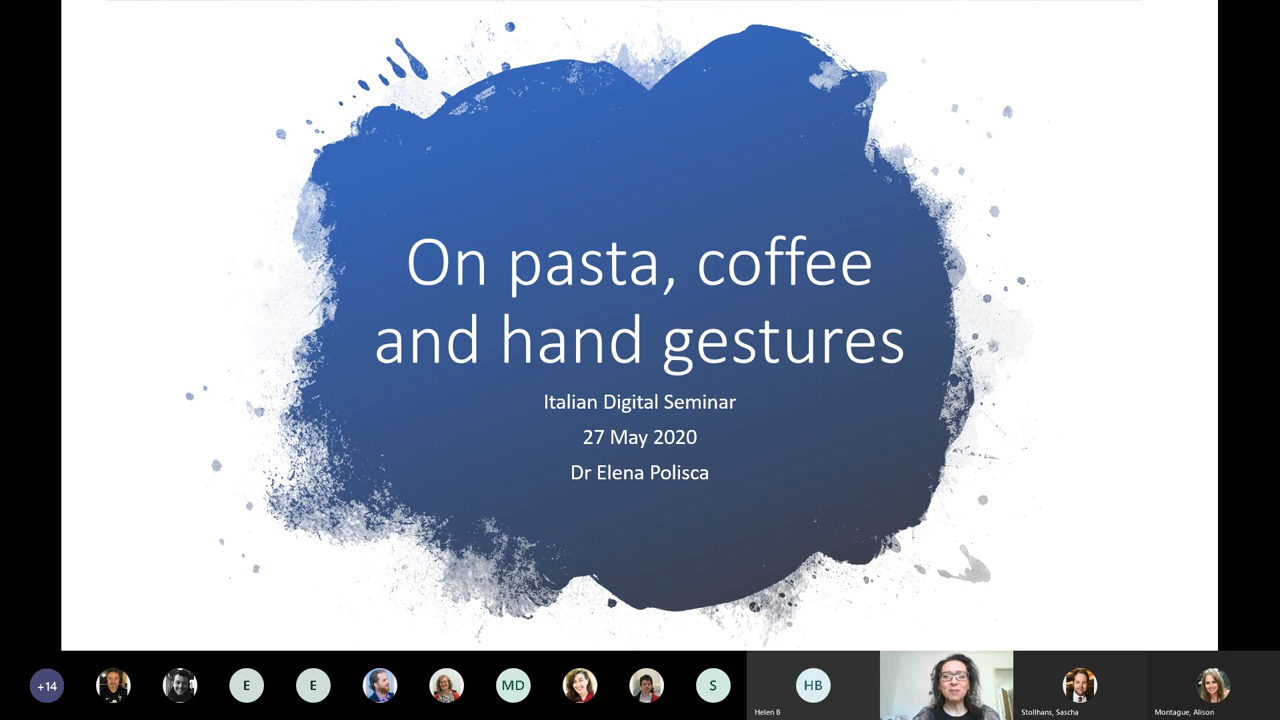 On pasta, coffee
and hand gestures
Italian Digital Seminar
27 May 2020
Dr Elena Polisca
+14
E
E
MD
S
HB
Helen B
Stollhans, Sascha
Montague, Alison